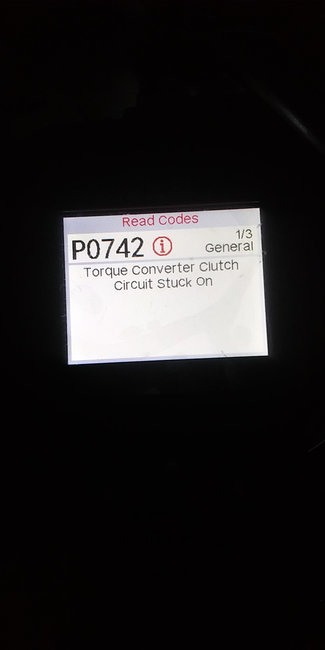 Read Codes
1/3
P0742 i General
Torque Converter Clutch
Circuit Stuck On